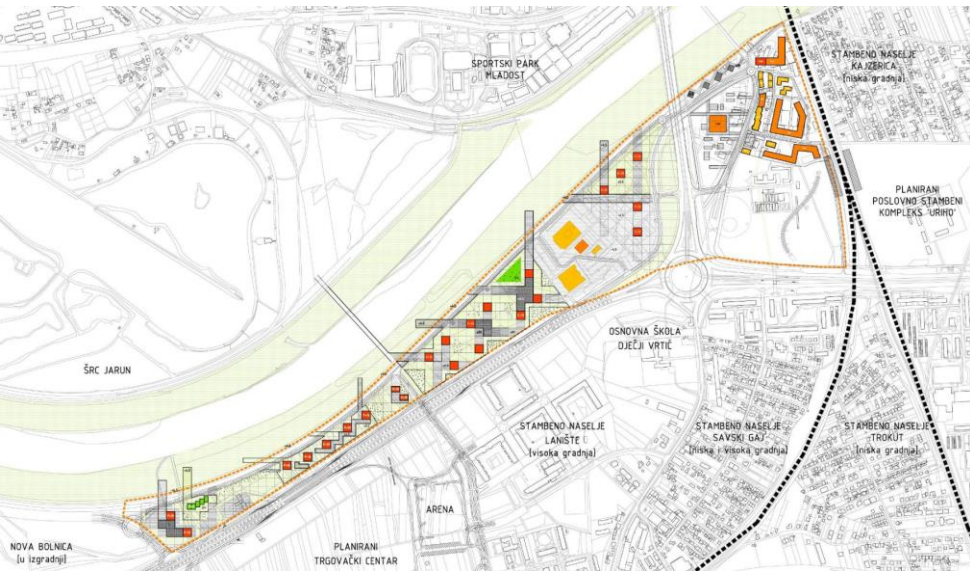 SPORTSKI PARK
MLADOST
STAMBENO NASELJE
KAJZERICA
(niska gradnja)
PLANIRANI
POSLOVNO STAMBENI
KOMPLEKS 'URIHO'
ŠRC JARUN
OSNOVNA ŠKOLA
DJEČJI VRTIĆ
STAMBENO NASELJE
LANIŠTE
(visoka gradnja)
STAMBENO NASELJE
SAVSKI GAJ
(niska i visoka gradnja)
STAMBENO NASELJE
TROKUT
(niska gradnja)
ARENA
NOVA BOLNICA
(u izgradnji)
PLANIRANI
TRGOVAČKI CENTAR